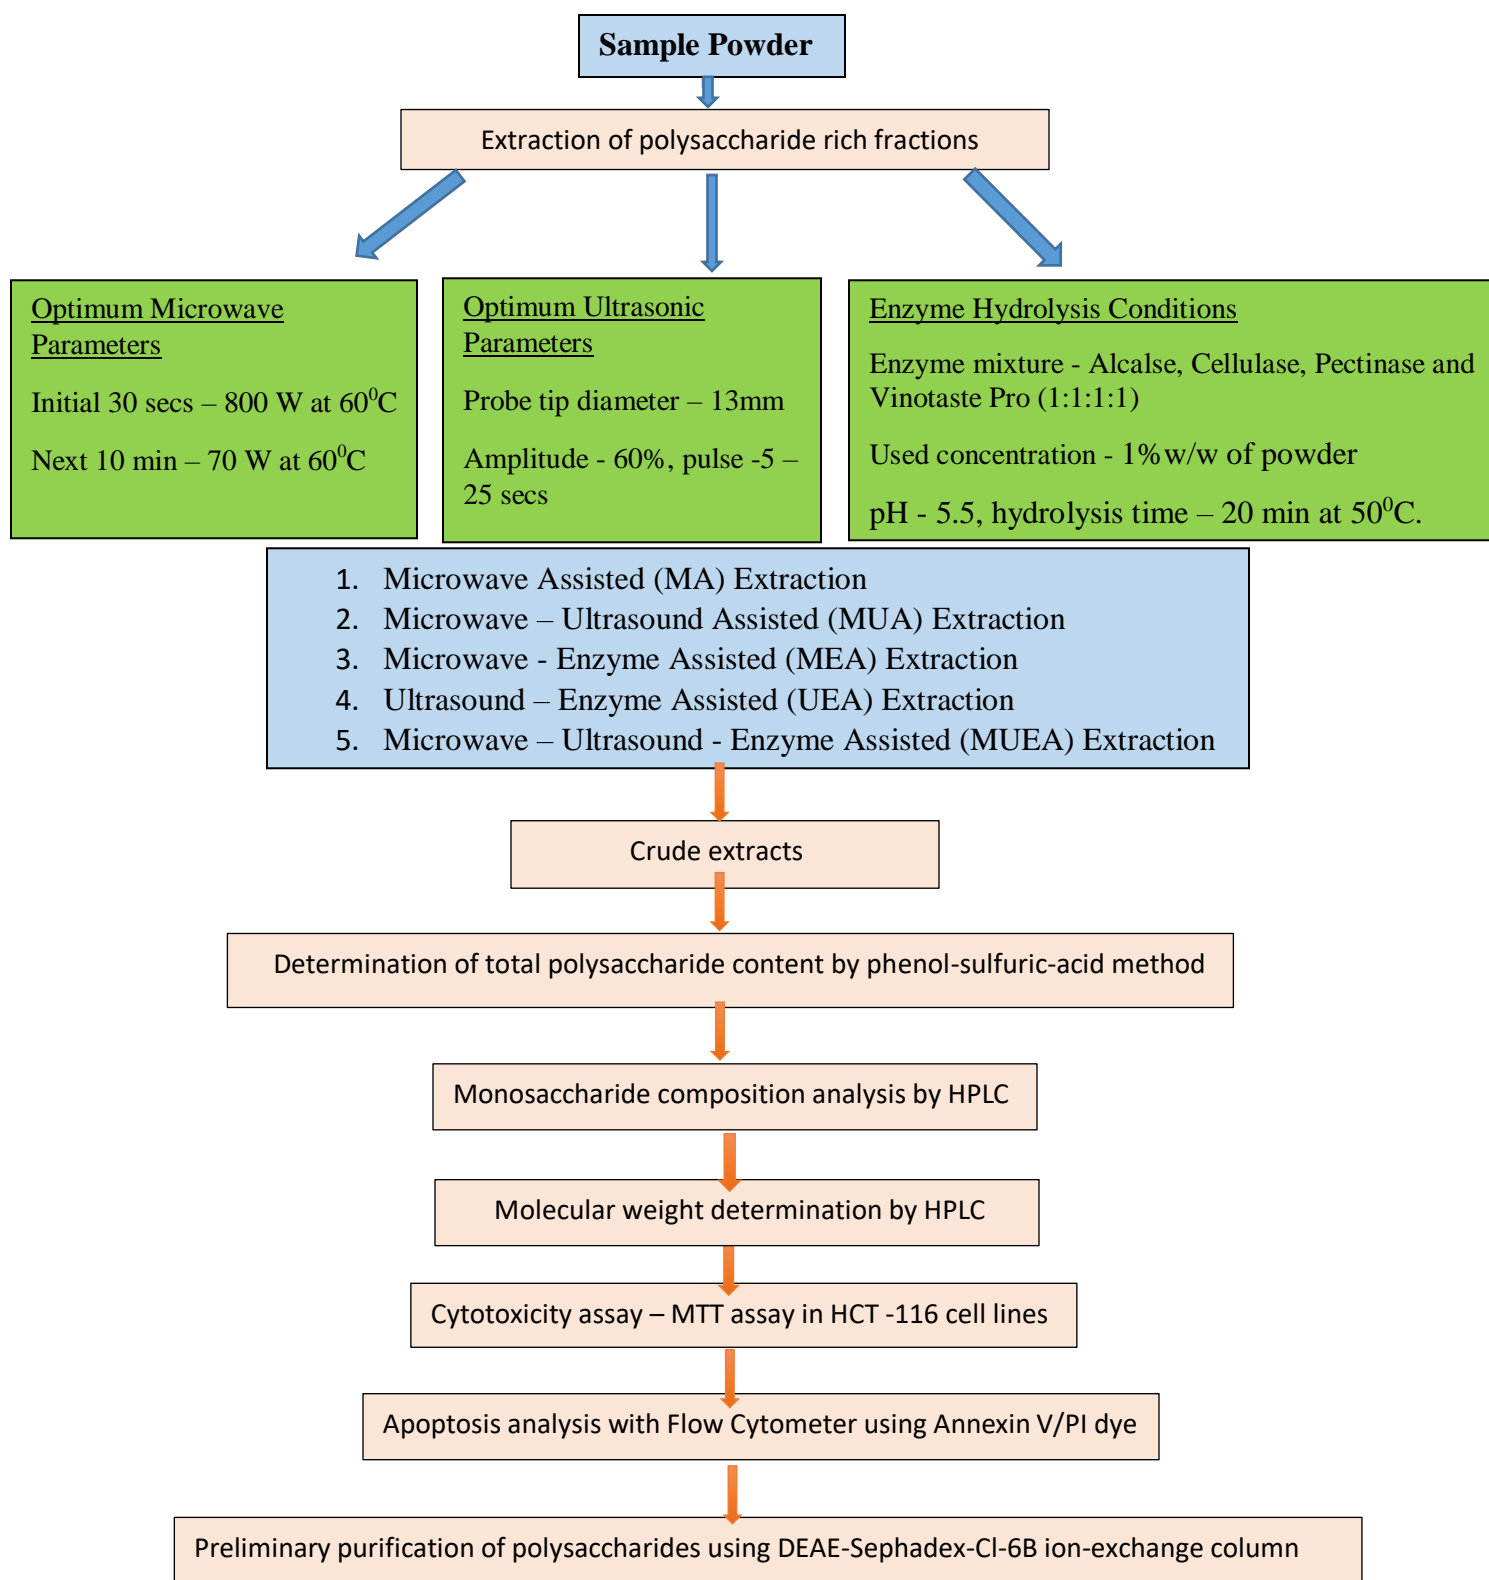 Sample Powder
Extraction of polysaccharide rich fractions
Optimum Microwave
Parameters
Initial 30 secs – 800 W at 60⁰C
Next 10 min – 70 W at 60⁰C
Optimum Ultrasonic
Parameters
Probe tip diameter – 13mm
Amplitude - 60%, pulse -5 –
25 secs
Enzyme Hydrolysis Conditions
Enzyme mixture - Alcalse, Cellulase, Pectinase and
Vinotaste Pro (1:1:1:1)
Used concentration - 1%w/w of powder
pH - 5.5, hydrolysis time – 20 min at 50⁰C.
1. Microwave Assisted (MA) Extraction
2. Microwave – Ultrasound Assisted (MUA) Extraction
3. Microwave - Enzyme Assisted (MEA) Extraction
4. Ultrasound – Enzyme Assisted (UEA) Extraction
5. Microwave – Ultrasound - Enzyme Assisted (MUEA) Extraction
Crude extracts
Determination of total polysaccharide content by phenol-sulfuric-acid method
Monosaccharide composition analysis by HPLC
Molecular weight determination by HPLC
Cytotoxicity assay – MTT assay in HCT -116 cell lines
Apoptosis analysis with Flow Cytometer using Annexin V/PI dye
Preliminary purification of polysaccharides using DEAE-Sephadex-Cl-6B ion-exchange column